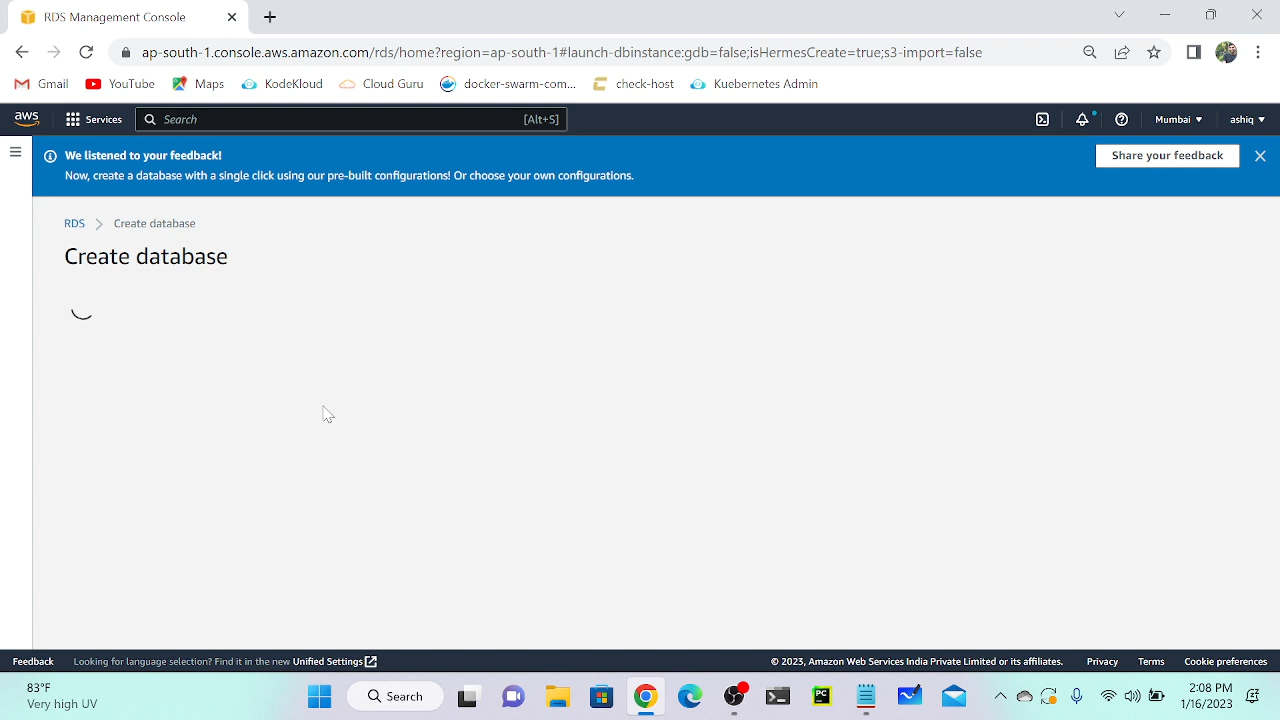 RDS Management Console
ap-south-1.console.aws.amazon.com/rds/home?region=ap-south-1#launch-dbinstance:gdb=false;isHermesCreate=true;s3-import=false
Gmail YouTube Maps KodeKloud Cloud Guru docker-swarm-com... check-host Kuebernetes Admin
aws Services Search [Alt+S] Mumbai ashiq
We listened to your feedback!
Now, create a database with a single click using our pre-built configurations! Or choose your own configurations.
Share your feedback
RDS Create database
Create database
Feedback Looking for language selection? Find it in the new Unified Settings © 2023, Amazon Web Services India Private Limited or its affiliates. Privacy Terms Cookie preferences
83°F
Very high UV
Search
PC
2:08 PM
1/16/2023